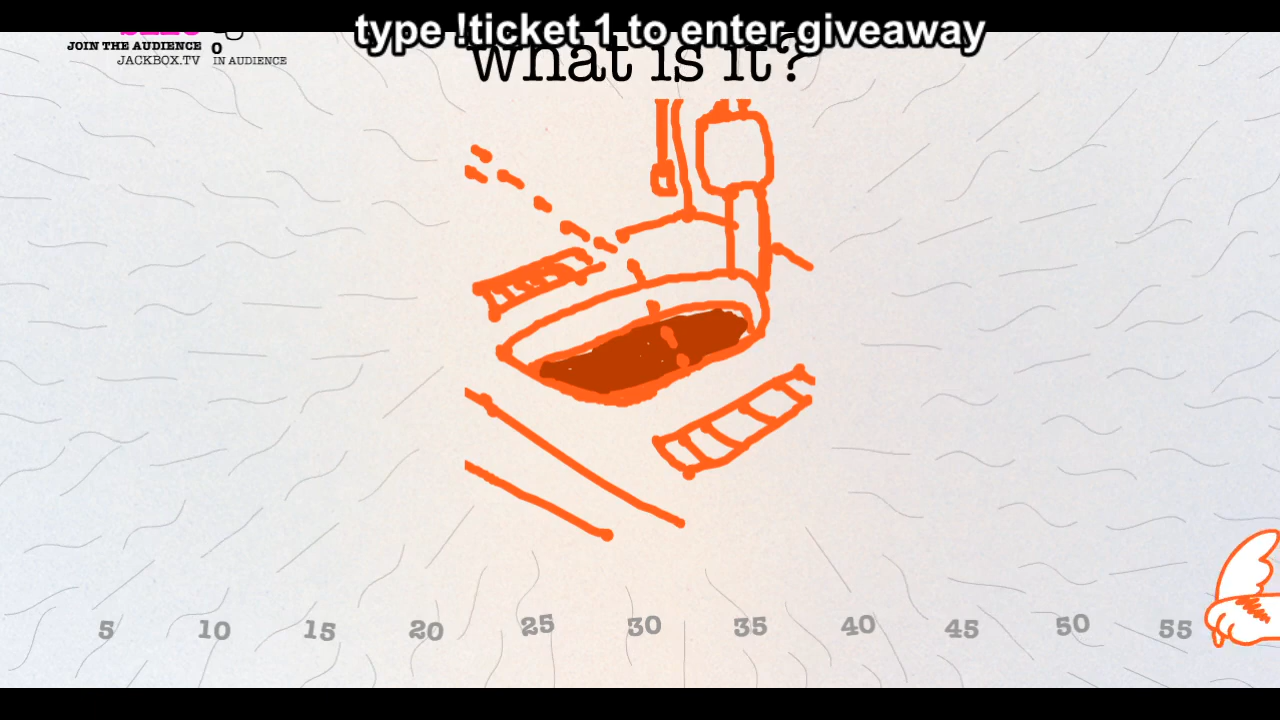 type !ticket 1 to enter giveaway
JOIN THE AUDIENCE 0
JACKBOX.TV IN AUDIENCE
what is it?
5 10 15 20 25 30 35 40 45 50 55